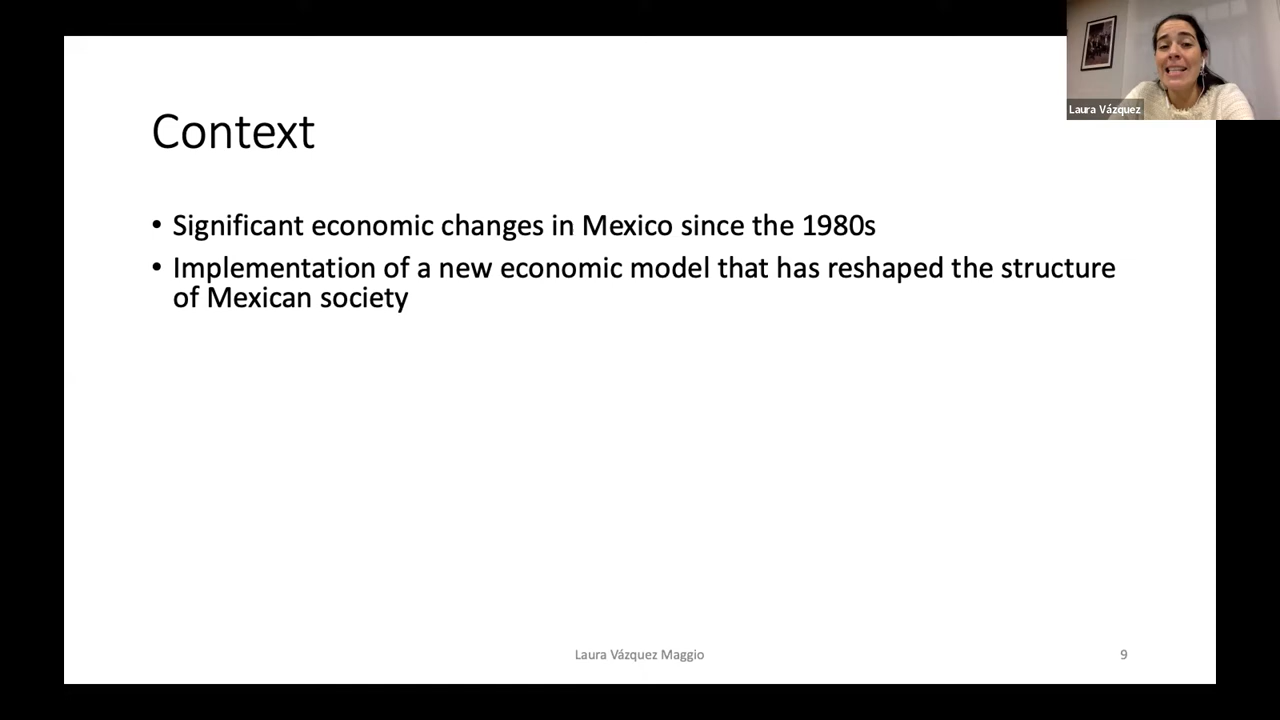 Laura Vázquez
Context
• Significant economic changes in Mexico since the 1980s
• Implementation of a new economic model that has reshaped the structure
of Mexican society
Laura Vázquez Maggio
9